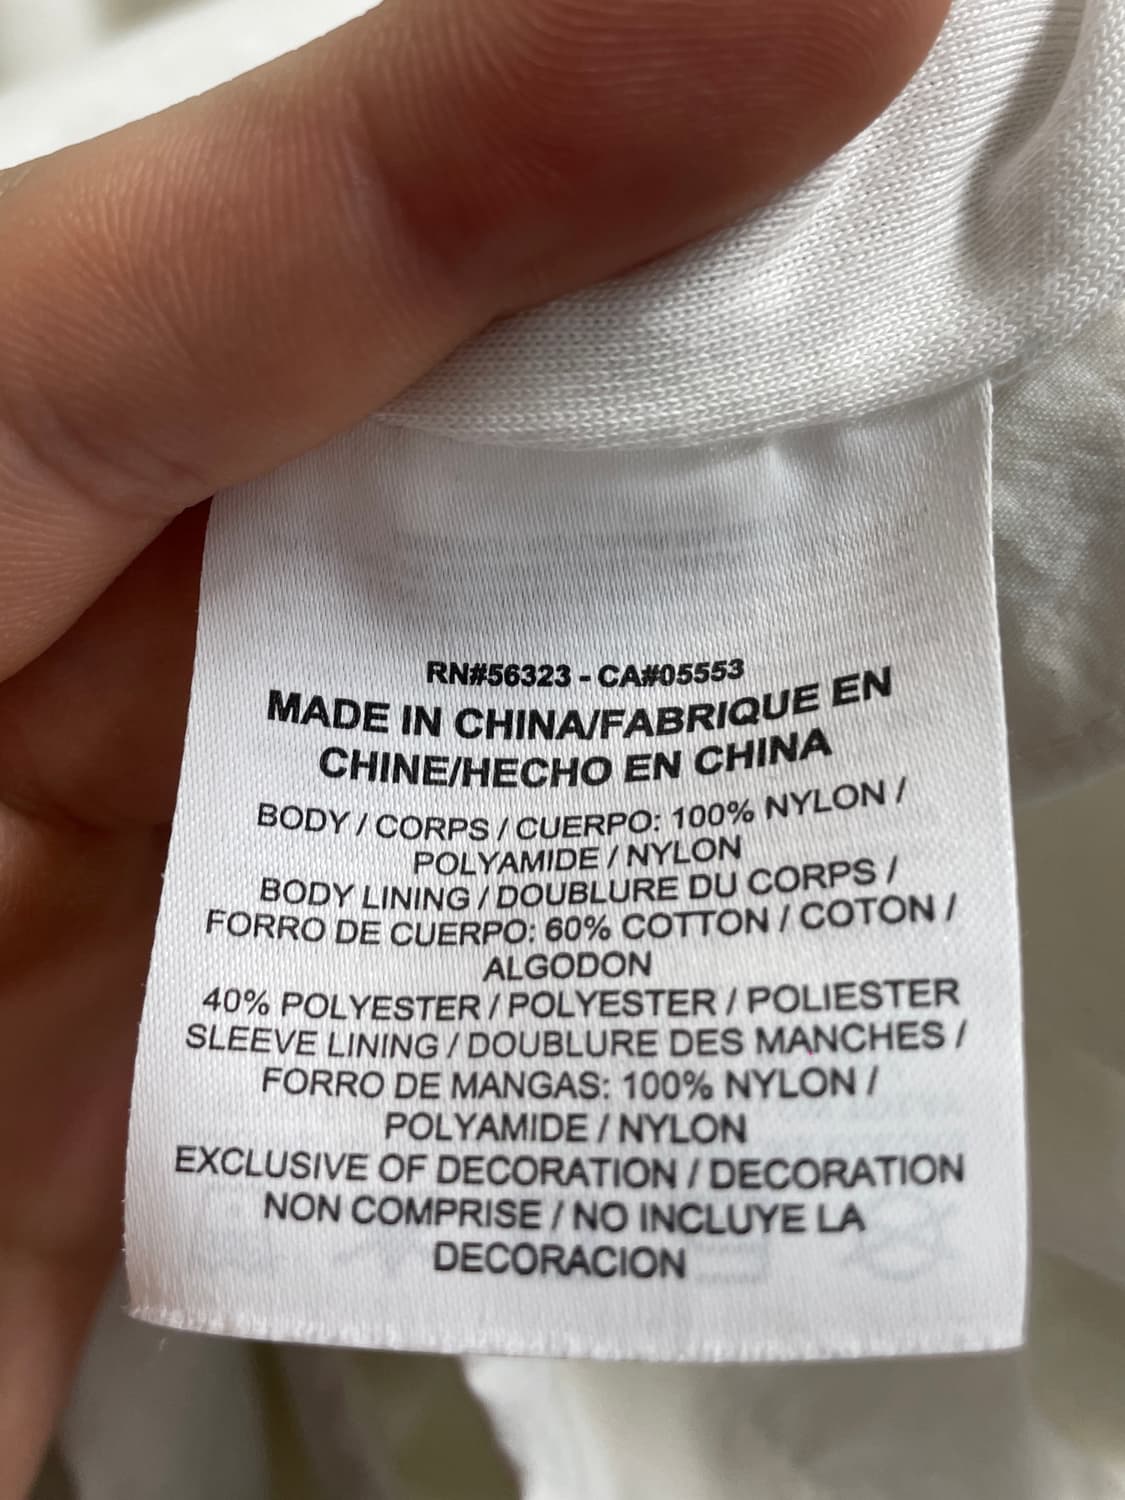 RN#56323 - CA#05553
MADE IN CHINA/FABRIQUE EN
CHINE/HECHO EN CHINA
BODY / CORPS / CUERPO: 100% NYLON /
POLYAMIDE / NYLON
BODY LINING / DOUBLURE DU CORPS /
FORRO DE CUERPO: 60% COTTON / COTON /
ALGODON
40% POLYESTER / POLYESTER / POLIESTER
SLEEVE LINING / DOUBLURE DES MANCHES /
FORRO DE MANGAS: 100% NYLON /
POLYAMIDE / NYLON
EXCLUSIVE OF DECORATION / DECORATION
NON COMPRISE / NO INCLUYE LA
DECORACION